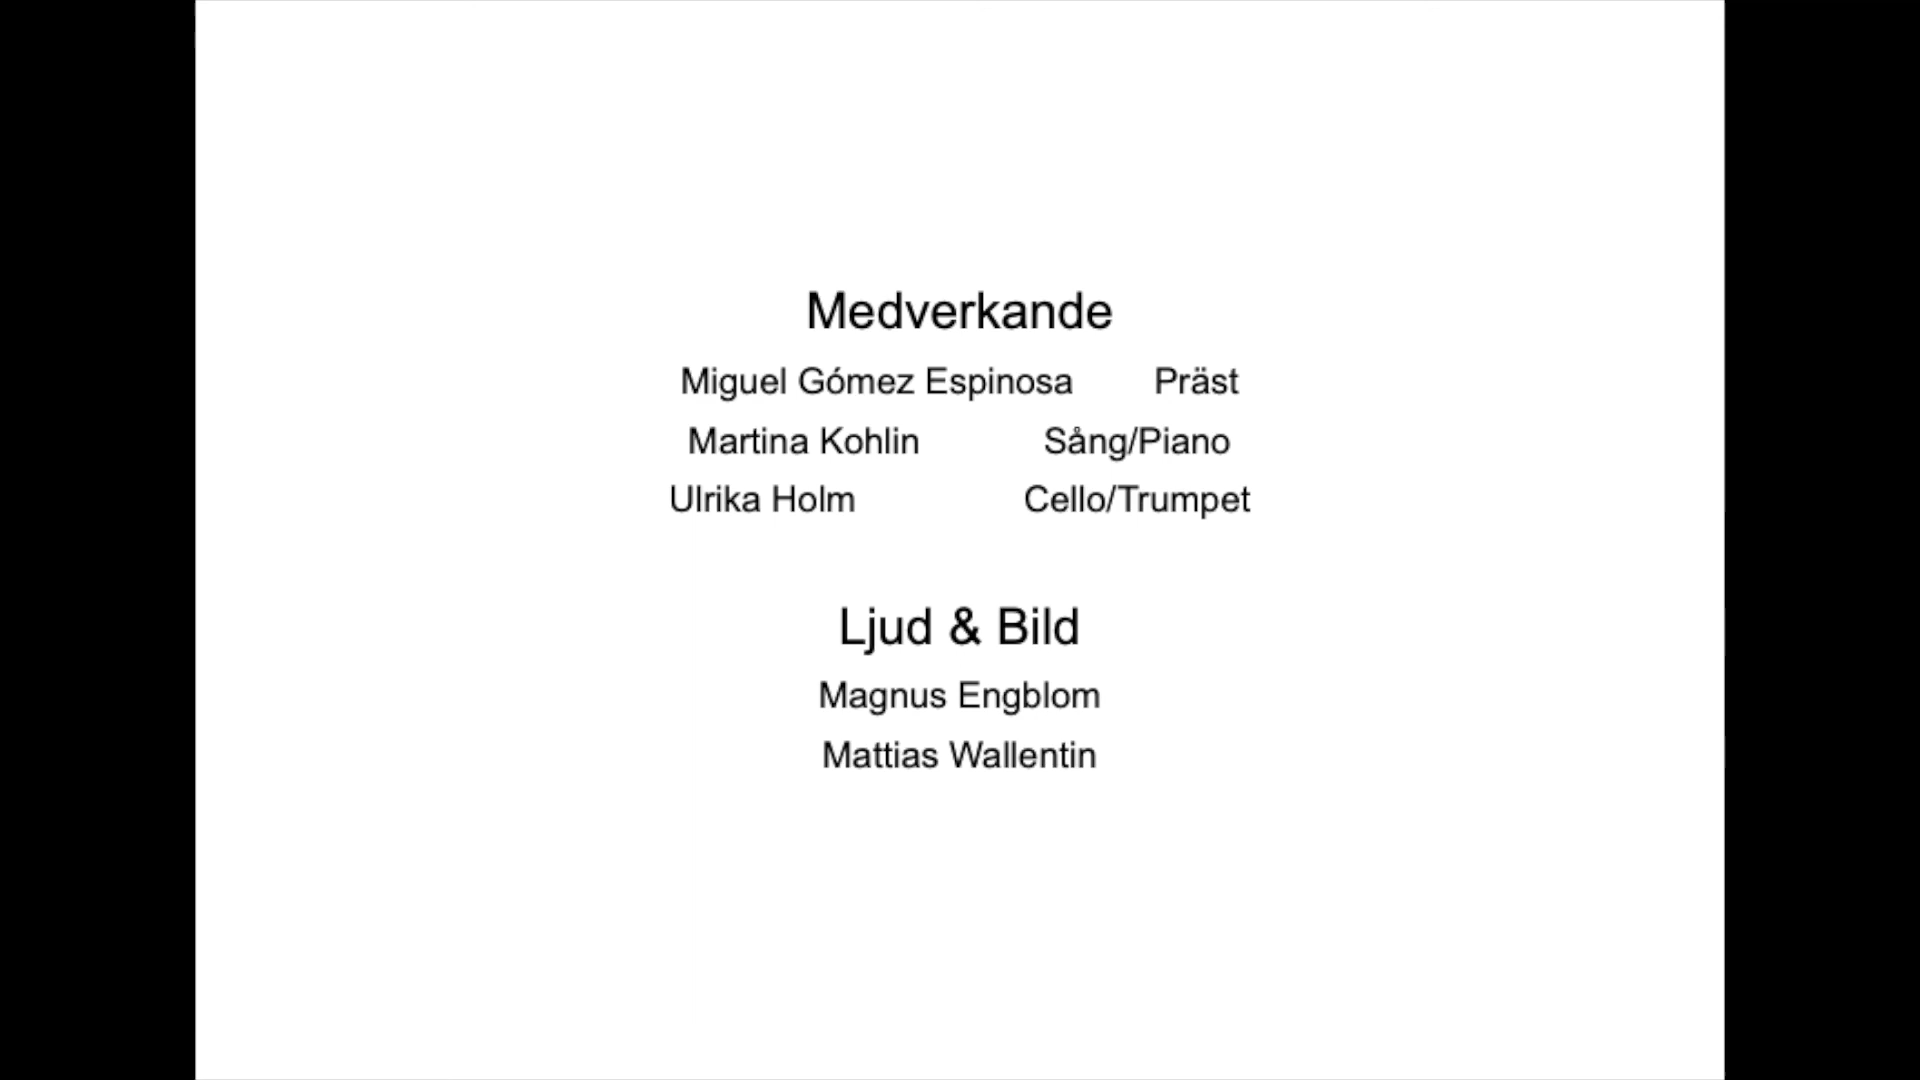 Medverkande
Miguel Gómez Espinosa Präst
Martina Kohlin Sång/Piano
Ulrika Holm Cello/Trumpet
Ljud & Bild
Magnus Engblom
Mattias Wallentin